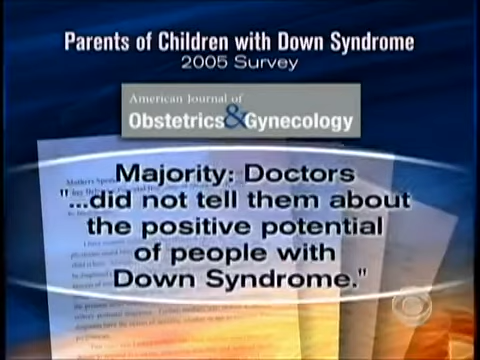 Parents of Children with Down Syndrome
2005 Survey
American Journal of
Obstetrics & Gynecology
Majority: Doctors
"...did not tell them about
the positive potential
of people with
Down Syndrome."